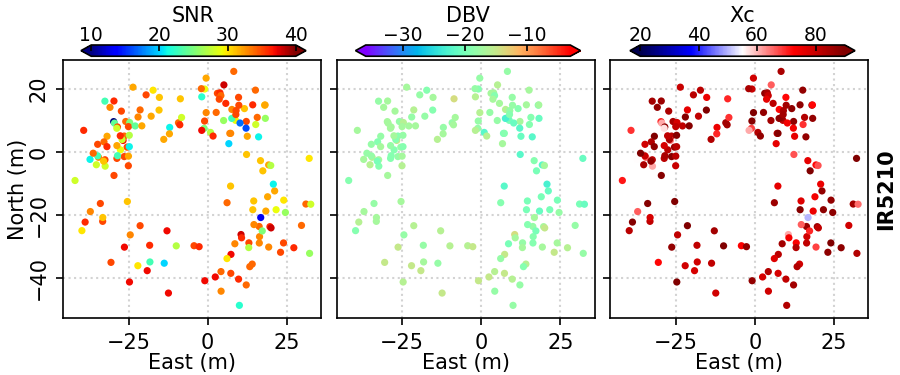 SNR DBV Xc
10 20 30 40 −30 −20 −10 20 40 60 80
20
0
−20
−40
North (m)
−25 0 25 −25 0 25 −25 0 25
East (m) East (m) East (m)
IR5210